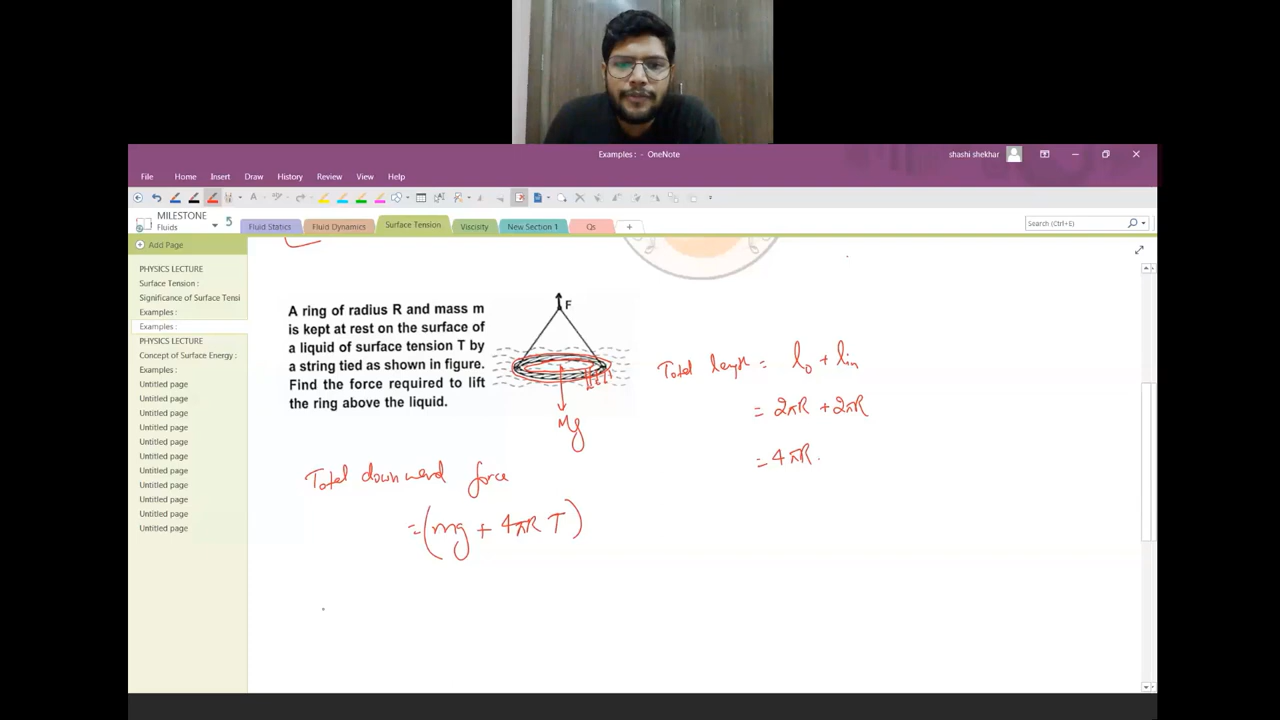 Examples : - OneNote
shashi shekhar
File Home Insert Draw History Review View Help
MILESTONE
Fluids
Fluid Statics Fluid Dynamics Surface Tension Viscosity New Section 1 Qs +
Search (Ctrl+E)
Add Page
PHYSICS LECTURE
Surface Tension :
Significance of Surface Tensi
Examples :
Examples :
PHYSICS LECTURE
Concept of Surface Energy :
Examples :
Untitled page
Untitled page
Untitled page
Untitled page
Untitled page
Untitled page
Untitled page
Untitled page
Untitled page
Untitled page
Untitled page
A ring of radius R and mass m
is kept at rest on the surface of
a liquid of surface tension T by
a string tied as shown in figure.
Find the force required to lift
the ring above the liquid.
F
Mg
Total length = lo + lin
= 2πR + 2πR
= 4πR.
Total downward force
= (mg + 4πR T)